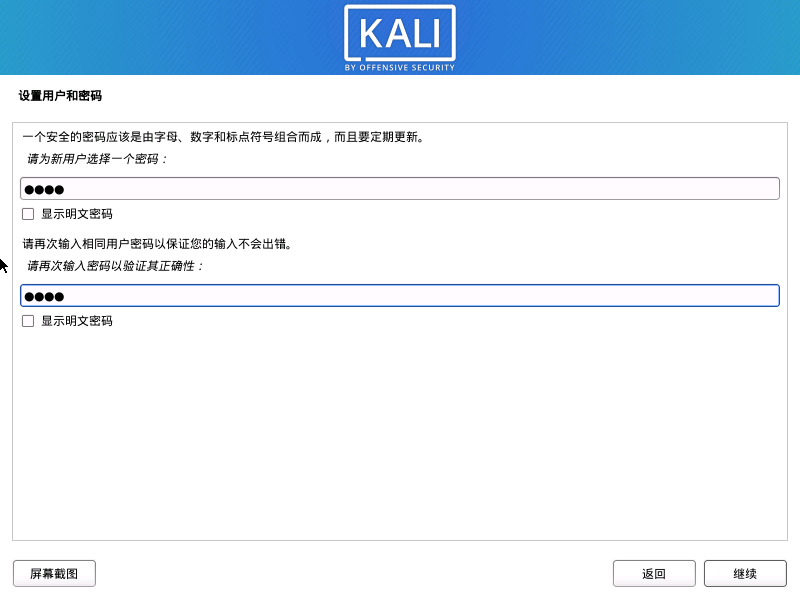 KALI
BY OFFENSIVE SECURITY
设置用户和密码
一个安全的密码应该是由字母、数字和标点符号组合而成，而且要定期更新。
请为新用户选择一个密码：
●●●●
显示明文密码
请再次输入相同用户密码以保证您的输入不会出错。
请再次输入密码以验证其正确性：
●●●●
显示明文密码
屏幕截图
返回
继续